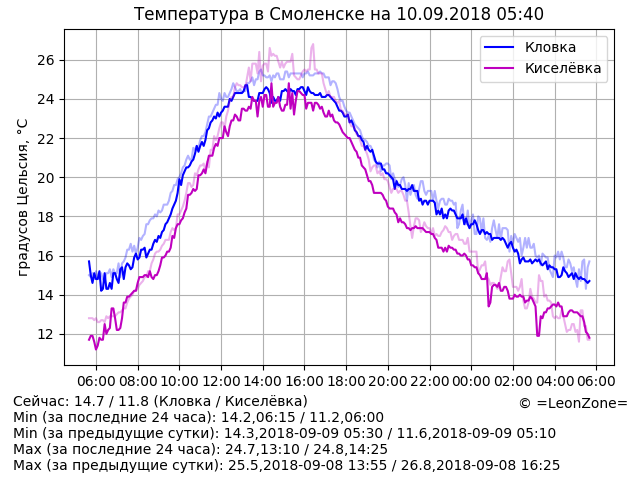 Температура в Смоленске на 10.09.2018 05:40
Кловка
Киселёвка
градусов Цельсия, °C
26
24
22
20
18
16
14
12
06:00 08:00 10:00 12:00 14:00 16:00 18:00 20:00 22:00 00:00 02:00 04:00 06:00
Сейчас: 14.7 / 11.8 (Кловка / Киселёвка)
© =LeonZone=
Min (за последние 24 часа): 14.2,06:15 / 11.2,06:00
Min (за предыдущие сутки): 14.3,2018-09-09 05:30 / 11.6,2018-09-09 05:10
Max (за последние 24 часа): 24.7,13:10 / 24.8,14:25
Max (за предыдущие сутки): 25.5,2018-09-08 13:55 / 26.8,2018-09-08 16:25